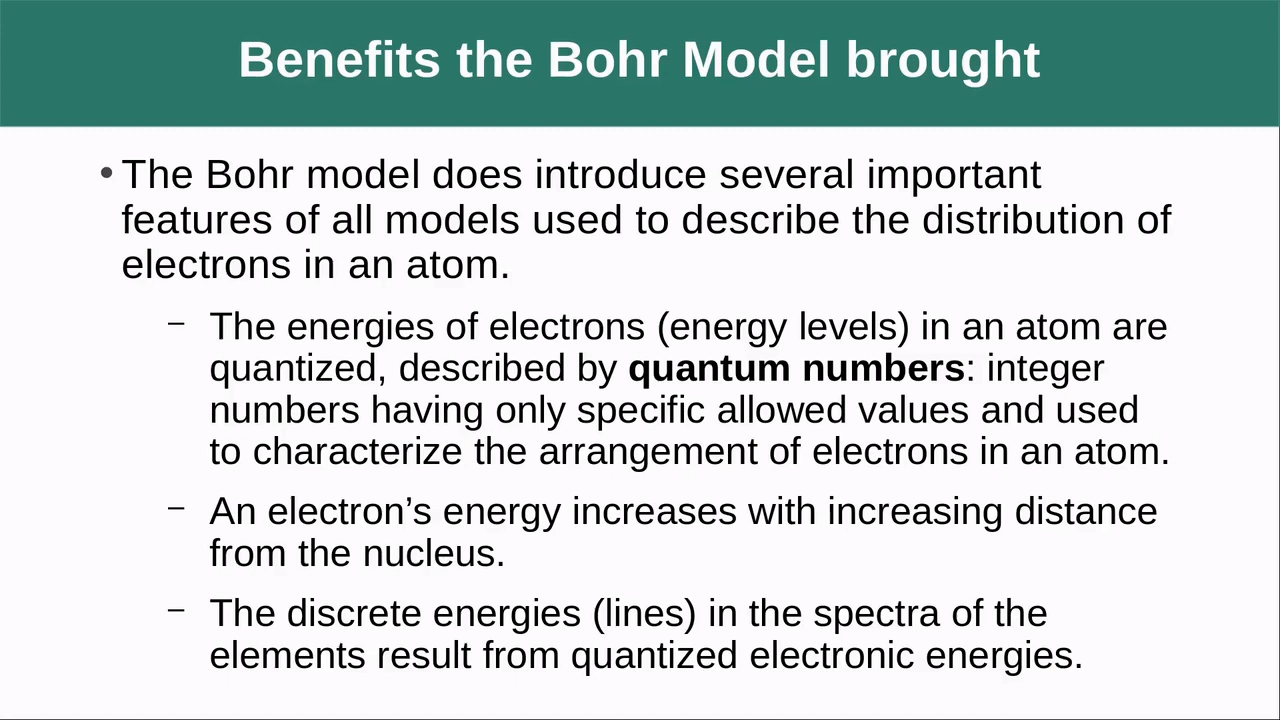 Benefits the Bohr Model brought
• The Bohr model does introduce several important
features of all models used to describe the distribution of
electrons in an atom.
– The energies of electrons (energy levels) in an atom are
quantized, described by quantum numbers: integer
numbers having only specific allowed values and used
to characterize the arrangement of electrons in an atom.
– An electron’s energy increases with increasing distance
from the nucleus.
– The discrete energies (lines) in the spectra of the
elements result from quantized electronic energies.